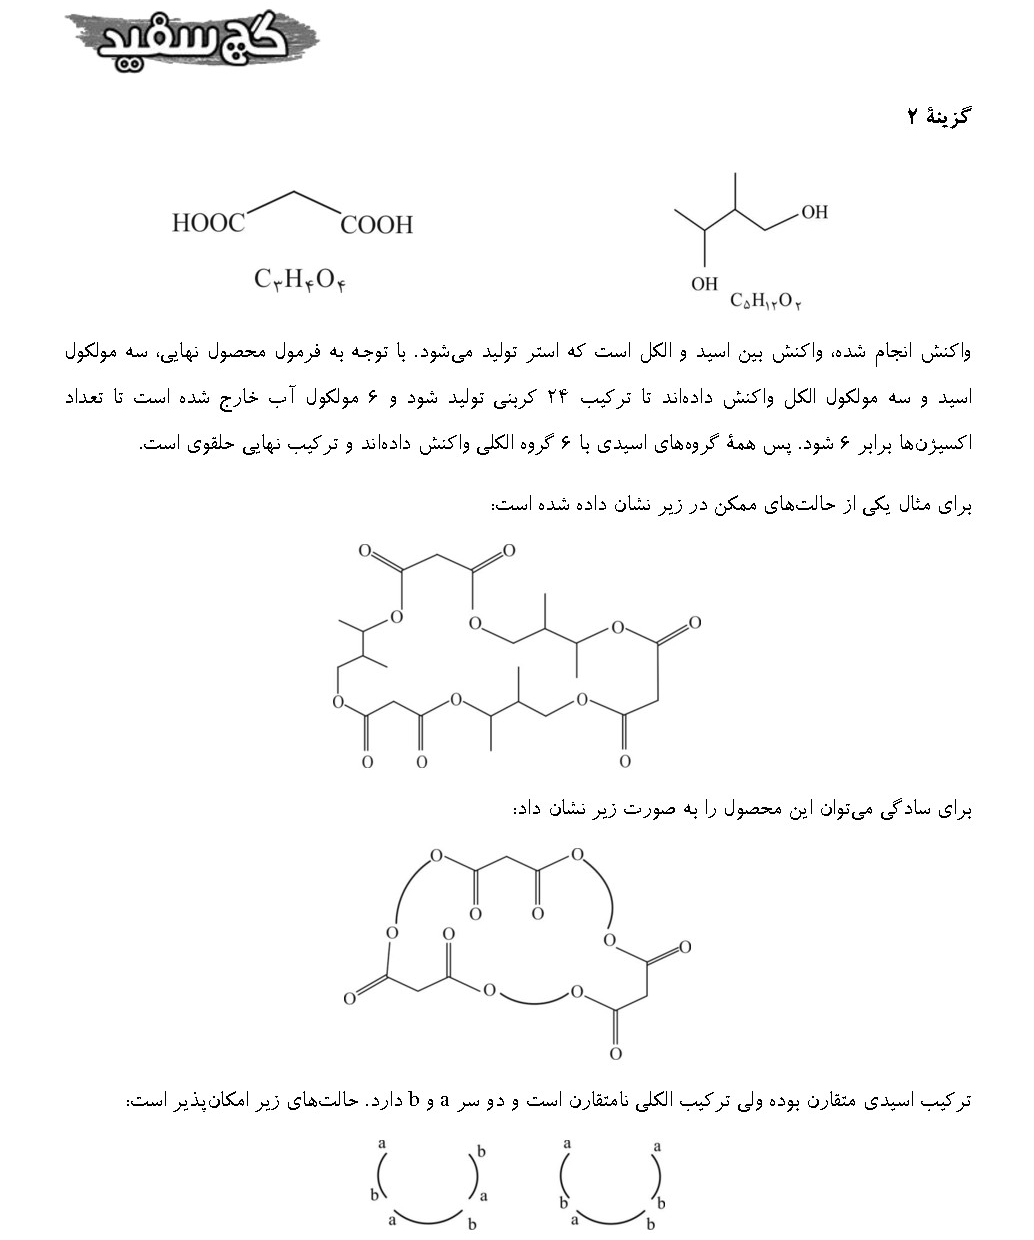 گچ سفید
گزینهٔ ۲
HOOC
COOH
C₃H₄O₄
OH
OH
C₅H₁₂O₂
واکنش انجام شده، واکنش بین اسید و الکل است که استر تولید می‌شود. با توجه به فرمول محصول نهایی، سه مولکول
اسید و سه مولکول الکل واکنش داده‌اند تا ترکیب ۲۴ کربنی تولید شود و ۶ مولکول آب خارج شده است تا تعداد
اکسیژن‌ها برابر ۶ شود. پس همهٔ گروه‌های اسیدی با ۶ گروه الکلی واکنش داده‌اند و ترکیب نهایی حلقوی است.
برای مثال یکی از حالت‌های ممکن در زیر نشان داده شده است:
O O
O O O O
O O O
O O O
برای سادگی می‌توان این محصول را به صورت زیر نشان داد:
O O
O O
O O O O
O O O
O
ترکیب اسیدی متقارن بوده ولی ترکیب الکلی نامتقارن است و دو سر a و b دارد. حالت‌های زیر امکان‌پذیر است:
a b a a
b a b b
a b a b